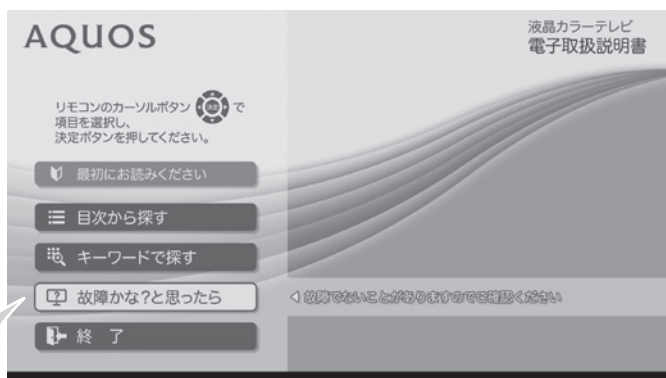 AQUOS
液晶カラーテレビ
電子取扱説明書
リモコンのカーソルボタン 決定 で
項目を選択し、
決定ボタンを押してください。
最初にお読みください
目次から探す
キーワードで探す
故障かな?と思ったら
故障でないことがありますのでご確認ください
終 了